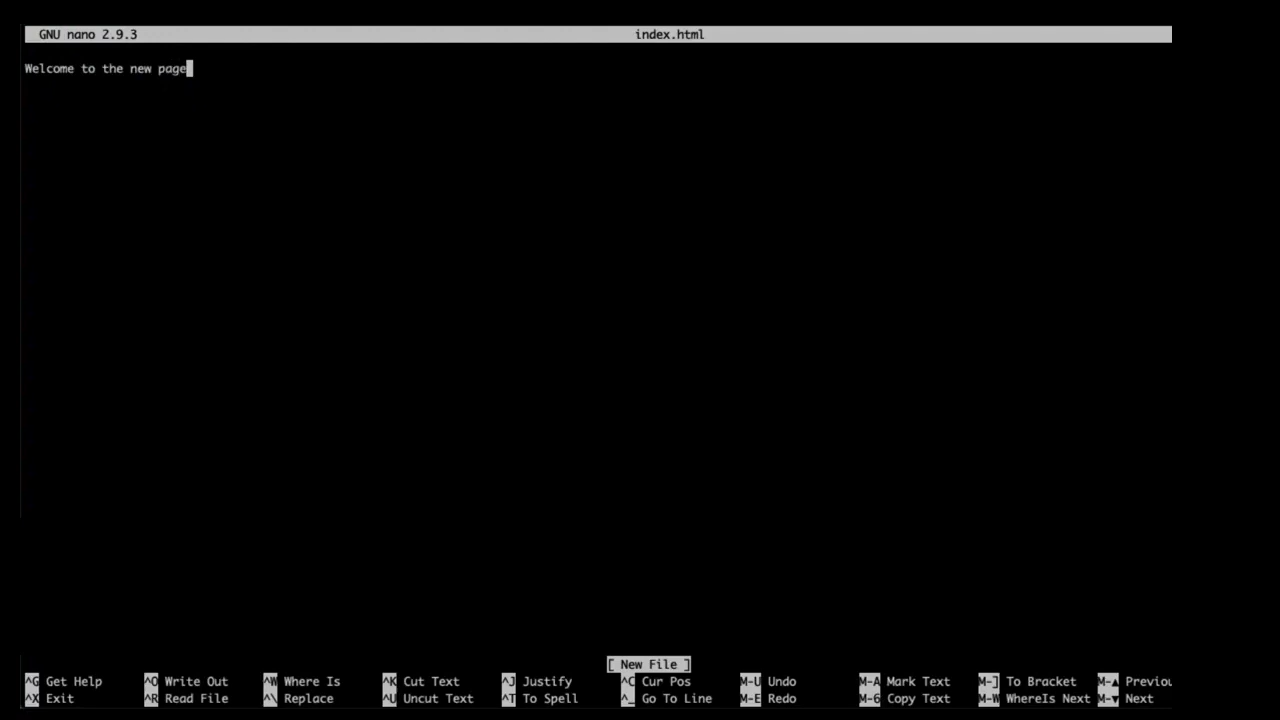 GNU nano 2.9.3 index.html
Welcome to the new page
[ New File ]
^G Get Help ^O Write Out ^W Where Is ^K Cut Text ^J Justify ^C Cur Pos M-U Undo M-A Mark Text M-] To Bracket M-▲ Previou
^X Exit ^R Read File ^\ Replace ^U Uncut Text ^T To Spell ^_ Go To Line M-E Redo M-6 Copy Text M-W WhereIs Next M-▼ Next